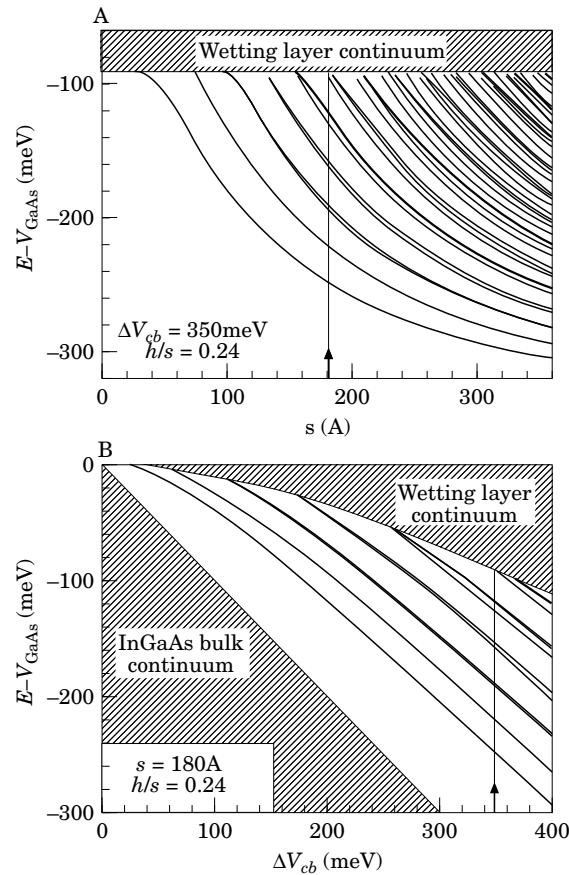 A
Wetting layer continuum
–100
–200
–300
E–V_GaAs (meV)
ΔV_cb = 350meV
h/s = 0.24
0
100
200
300
s (A)
B
0
–100
–200
–300
E–V_GaAs (meV)
Wetting layer
continuum
InGaAs bulk
continuum
s = 180A
h/s = 0.24
0
100
200
300
400
ΔV_cb (meV)